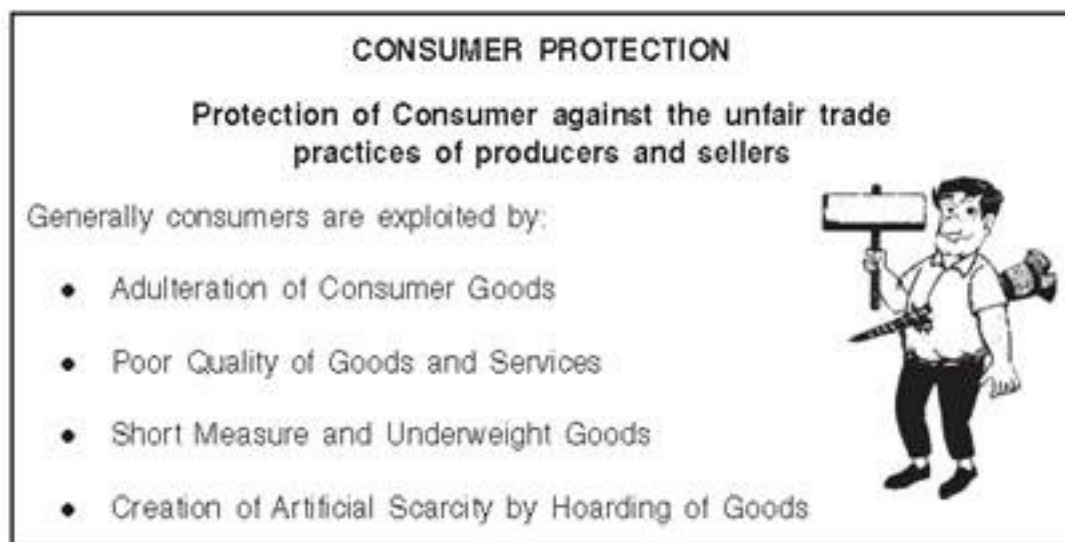 CONSUMER PROTECTION
Protection of Consumer against the unfair trade
practices of producers and sellers
Generally consumers are exploited by:
● Adulteration of Consumer Goods
● Poor Quality of Goods and Services
● Short Measure and Underweight Goods
● Creation of Artificial Scarcity by Hoarding of Goods